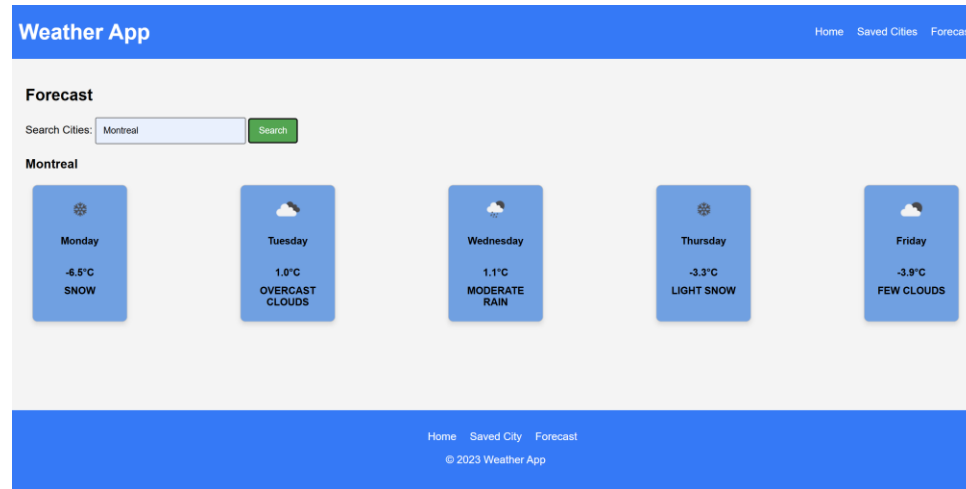 Weather App
Home Saved Cities Forecas
Forecast
Search Cities: Montreal Search
Montreal
Monday
-6.5°C
SNOW
Tuesday
1.0°C
OVERCAST
CLOUDS
Wednesday
1.1°C
MODERATE
RAIN
Thursday
-3.3°C
LIGHT SNOW
Friday
-3.9°C
FEW CLOUDS
Home Saved City Forecast
© 2023 Weather App